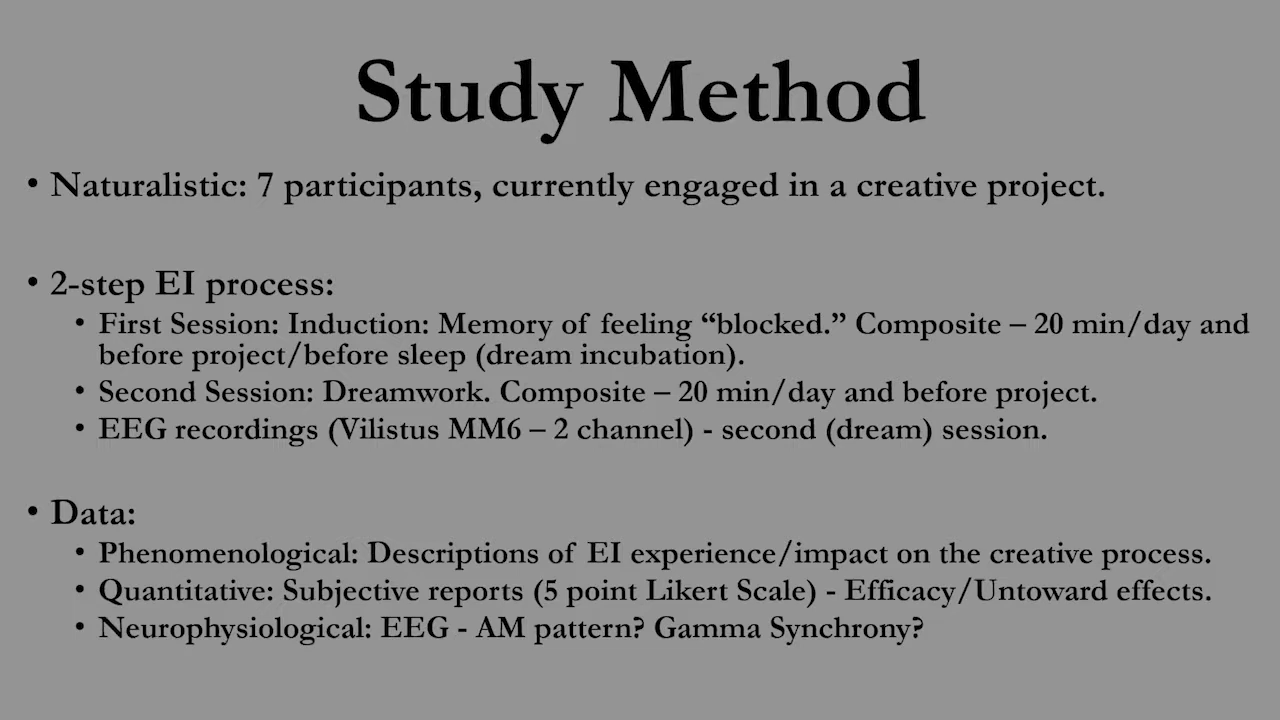 Study Method
• Naturalistic: 7 participants, currently engaged in a creative project.
• 2-step EI process:
• First Session: Induction: Memory of feeling “blocked.” Composite – 20 min/day and
before project/before sleep (dream incubation).
• Second Session: Dreamwork. Composite – 20 min/day and before project.
• EEG recordings (Vilistus MM6 – 2 channel) - second (dream) session.
• Data:
• Phenomenological: Descriptions of EI experience/impact on the creative process.
• Quantitative: Subjective reports (5 point Likert Scale) - Efficacy/Untoward effects.
• Neurophysiological: EEG - AM pattern? Gamma Synchrony?